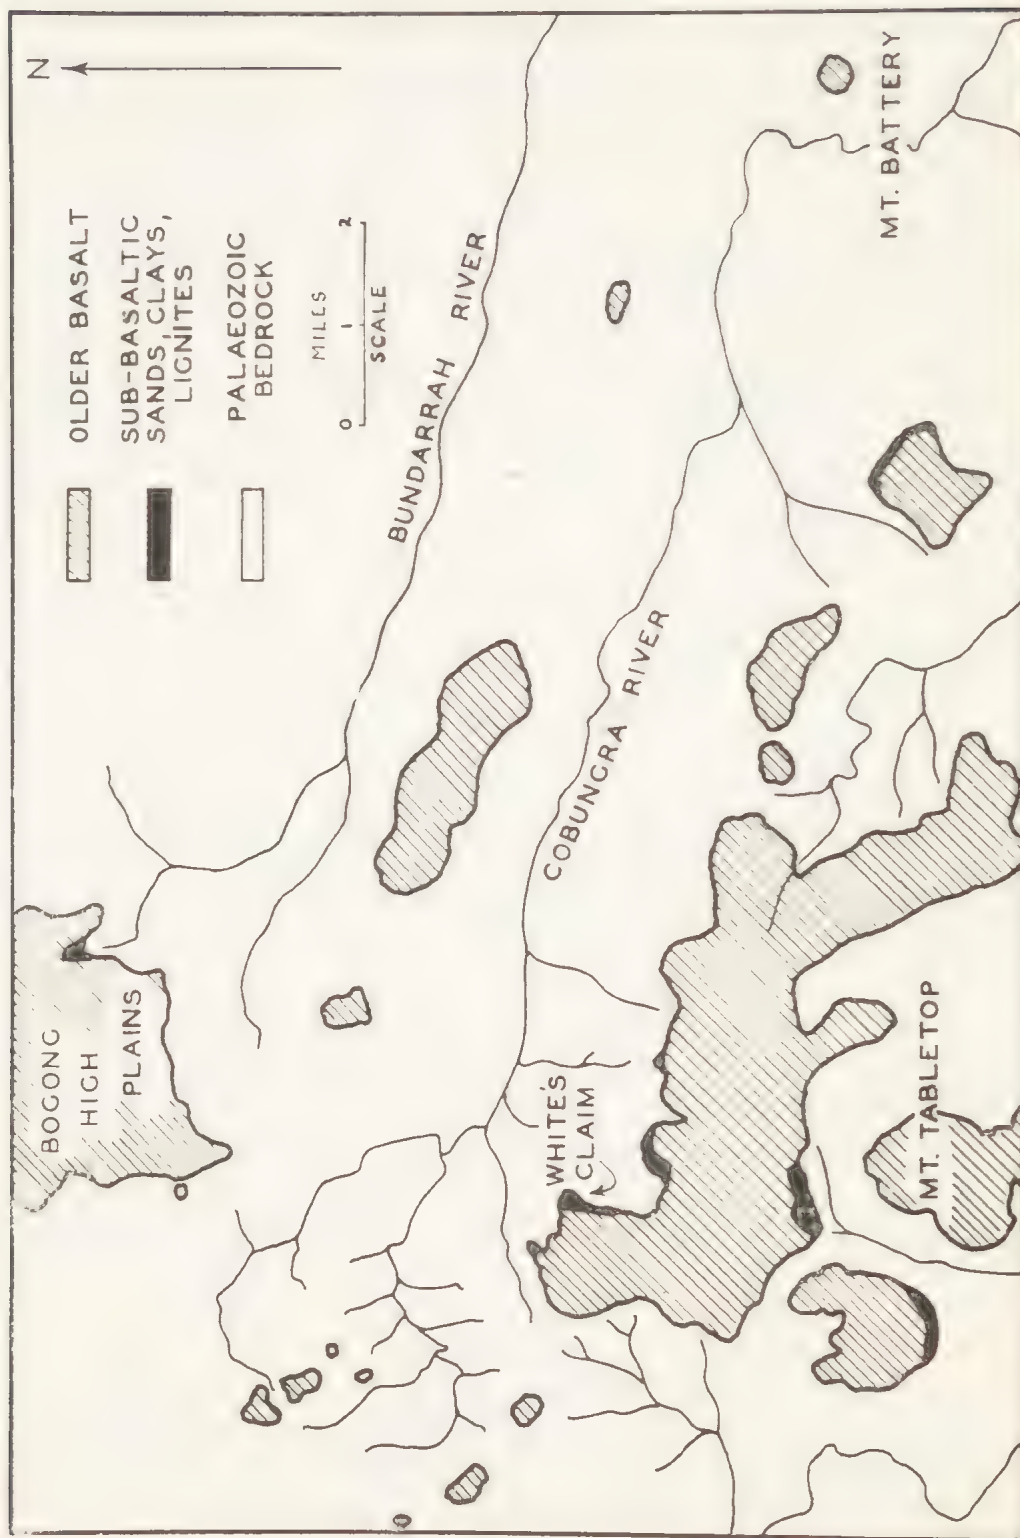 N
OLDER BASALT
SUB-BASALTIC
SANDS, CLAYS,
LIGNITES
PALAEOZOIC
BEDROCK
MILES
0 1 2
SCALE
BOGONG
HIGH
PLAINS
BUNDARRAH RIVER
COBUNGRA RIVER
WHITE'S
CLAIM
MT. TABLETOP
MT. BATTERY